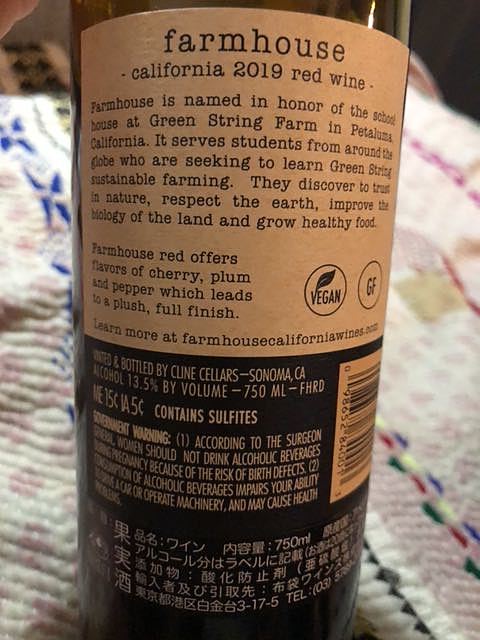 farmhouse
- california 2019 red wine -
Farmhouse is named in honor of the school
house at Green String Farm in Petaluma,
California. It serves students from around the
globe who are seeking to learn Green String
sustainable farming. They discover to trust
in nature, respect the earth, improve the
biology of the land and grow healthy food.
Farmhouse red offers
flavors of cherry, plum
and pepper which leads
to a plush, full finish.
VEGAN
GF
Learn more at farmhousecaliforniawines.com
VINTED & BOTTLED BY CLINE CELLARS—SONOMA, CA
ALCOHOL 13.5% BY VOLUME—750 ML—FHRD
ME 15¢ IA 5¢ CONTAINS SULFITES
GOVERNMENT WARNING: (1) ACCORDING TO THE SURGEON
GENERAL, WOMEN SHOULD NOT DRINK ALCOHOLIC BEVERAGES
DURING PREGNANCY BECAUSE OF THE RISK OF BIRTH DEFECTS. (2)
CONSUMPTION OF ALCOHOLIC BEVERAGES IMPAIRS YOUR ABILITY
TO DRIVE A CAR OR OPERATE MACHINERY, AND MAY CAUSE HEALTH
PROBLEMS.
果実酒
品名：ワイン 内容量：750ml
アルコール分はラベルに記載
添加物：酸化防止剤
輸入者及び引取先：布袋ワインズ
東京都港区白金台3-17-5 TEL：(03)